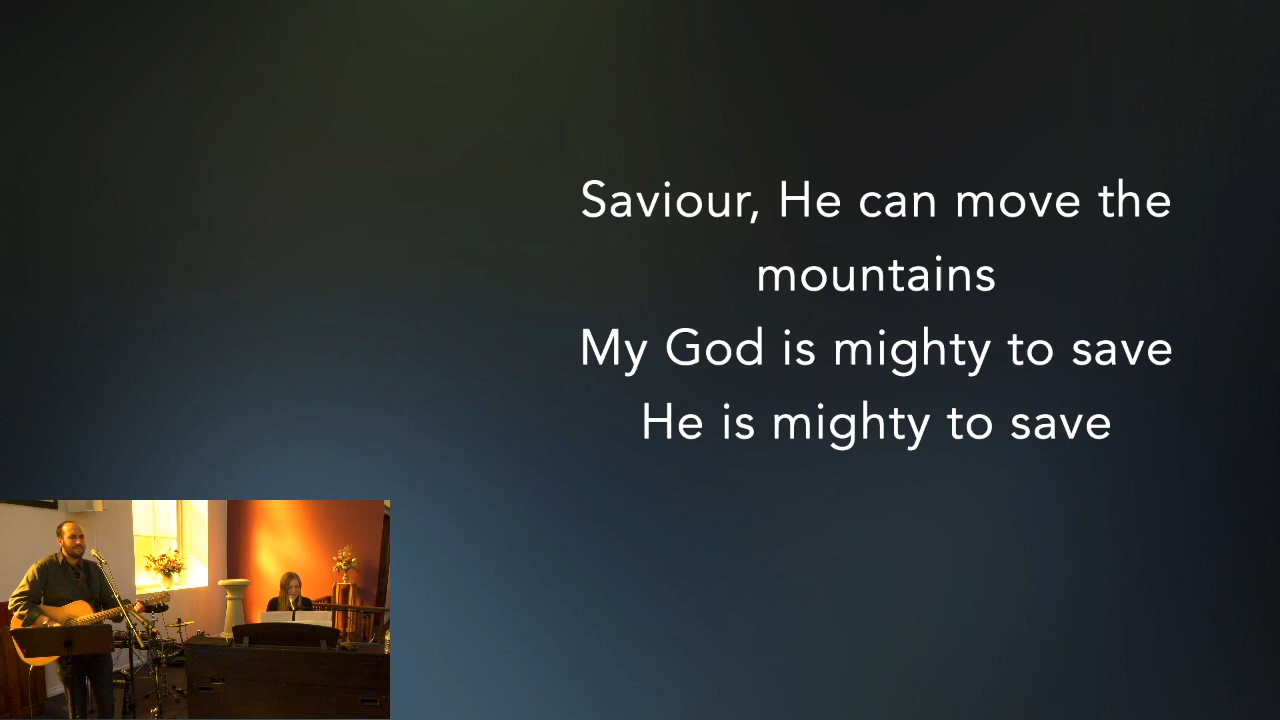 Saviour, He can move the
mountains
My God is mighty to save
He is mighty to save